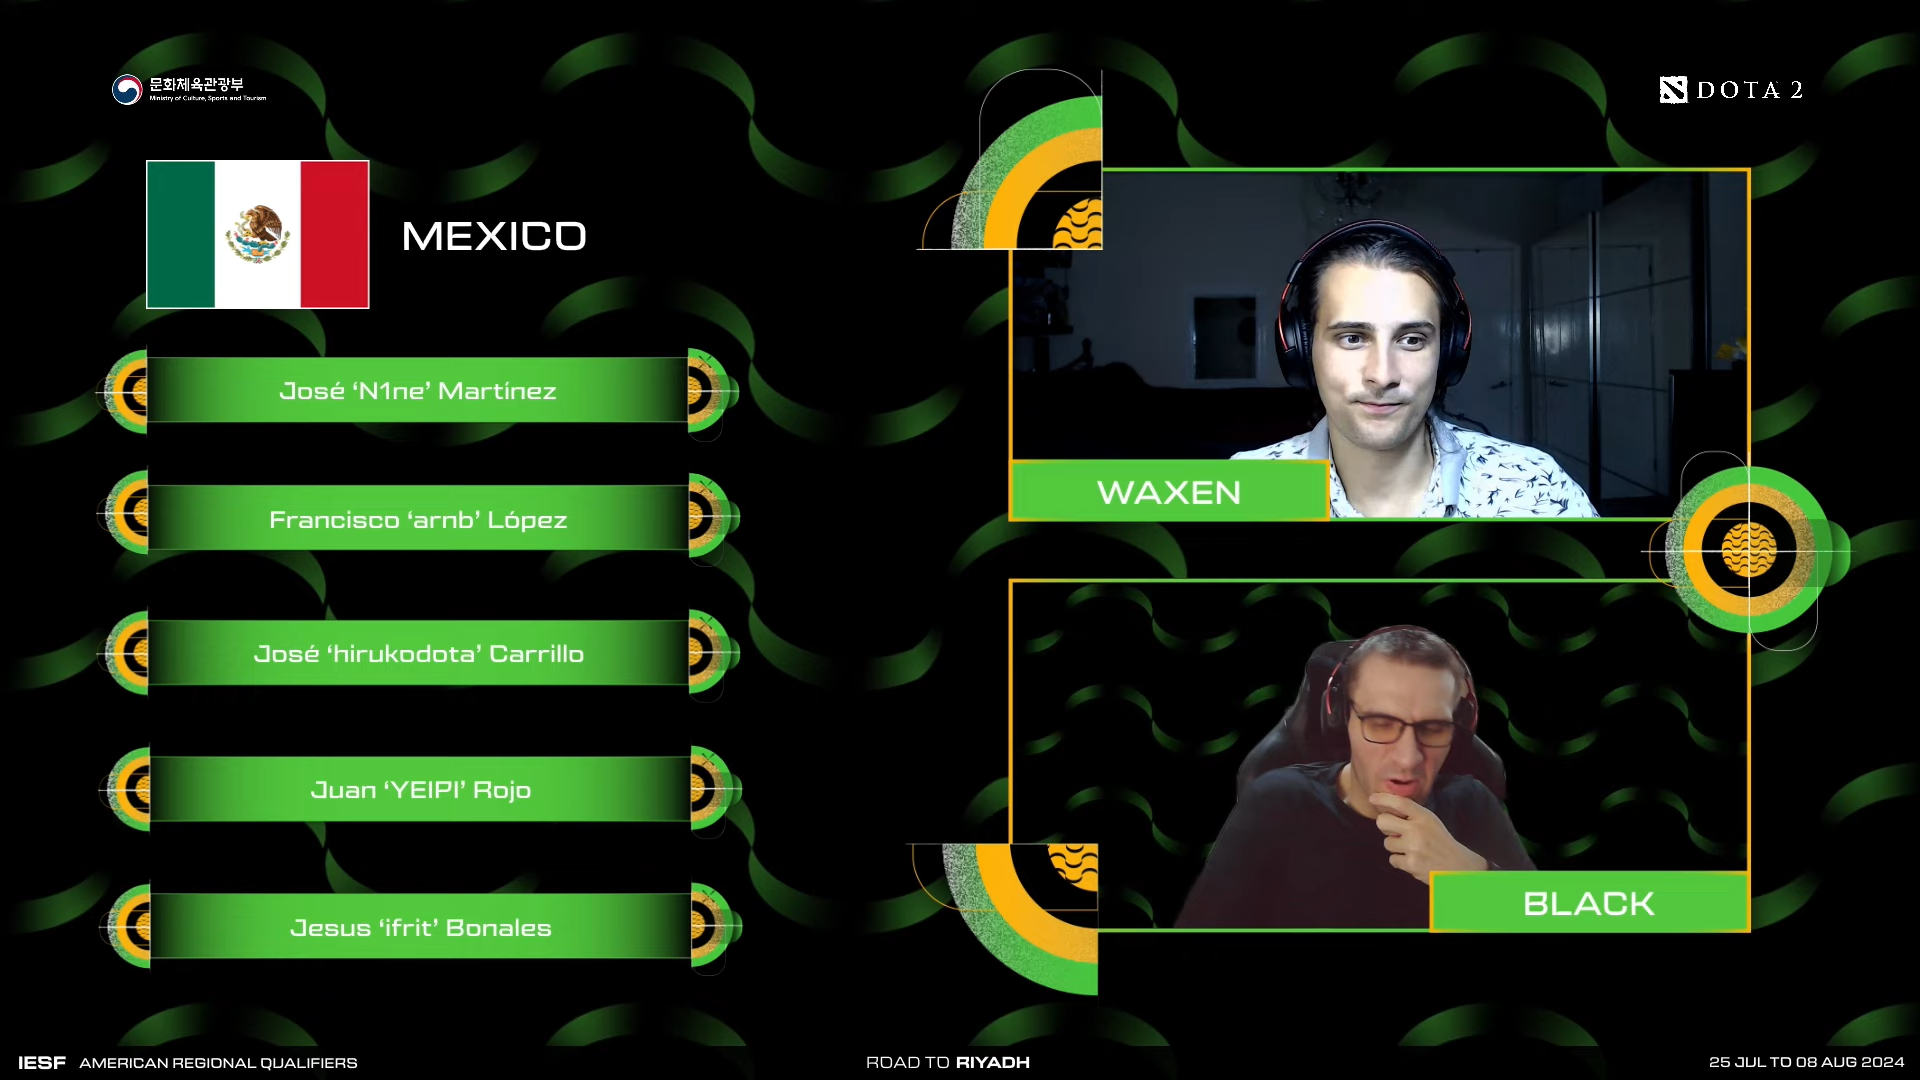 문화체육관광부
Ministry of Culture, Sports and Tourism
DOTA 2
MEXICO
José ‘N1ne’ Martínez
Francisco ‘arnb’ López
José ‘hirukodota’ Carrillo
Juan ‘YEIPI’ Rojo
Jesus ‘ifrit’ Bonales
WAXEN
BLACK
IESF AMERICAN REGIONAL QUALIFIERS
ROAD TO RIYADH
25 JUL TO 08 AUG 2024